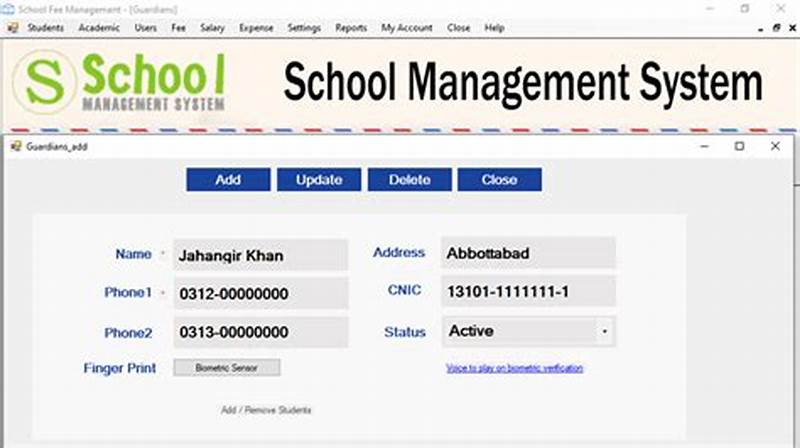 School Fee Management - [Guardians]
Students Academic Users Fee Salary Expense Settings Reports My Account Close Help
S School
MANAGEMENT SYSTEM
School Management System
Guardians_add
Add Update Delete Close
Name * Jahangir Khan Address Abbottabad
Phone1 * 0312-00000000 CNIC 13101-1111111-1
Phone2 0313-00000000 Status Active
Finger Print Biometric Sensor Voice to play on biometric verification
Add / Remove Students